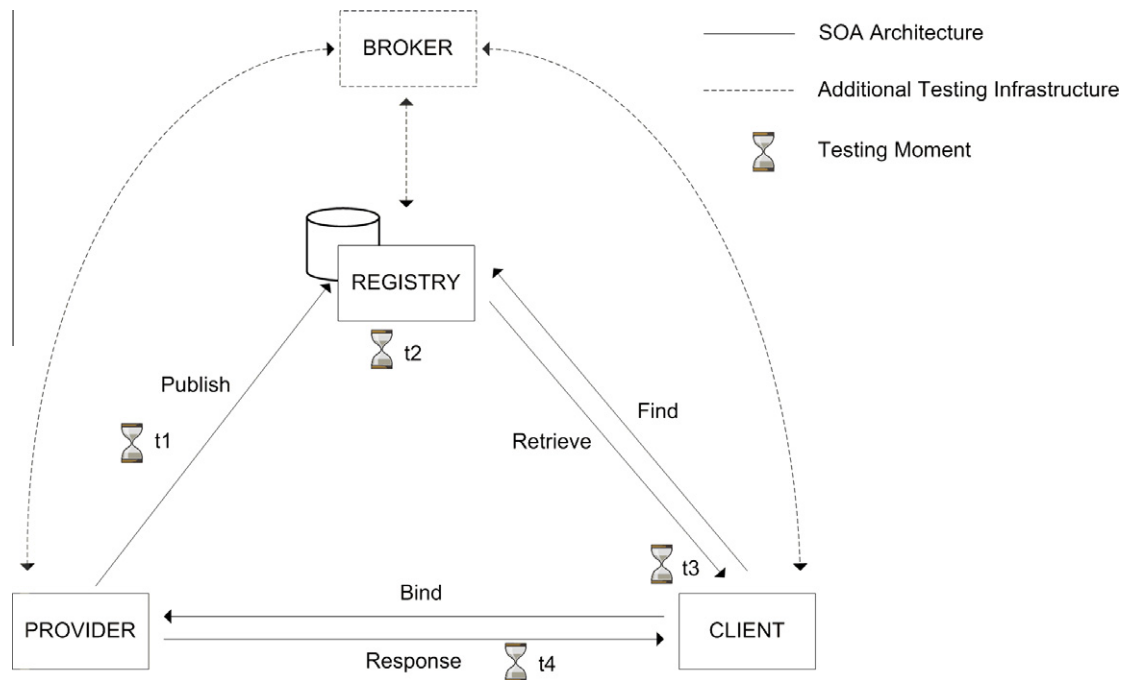 BROKER
SOA Architecture
Additional Testing Infrastructure
Testing Moment
REGISTRY
t2
Publish
t1
Find
Retrieve
t3
Bind
PROVIDER
CLIENT
Response
t4